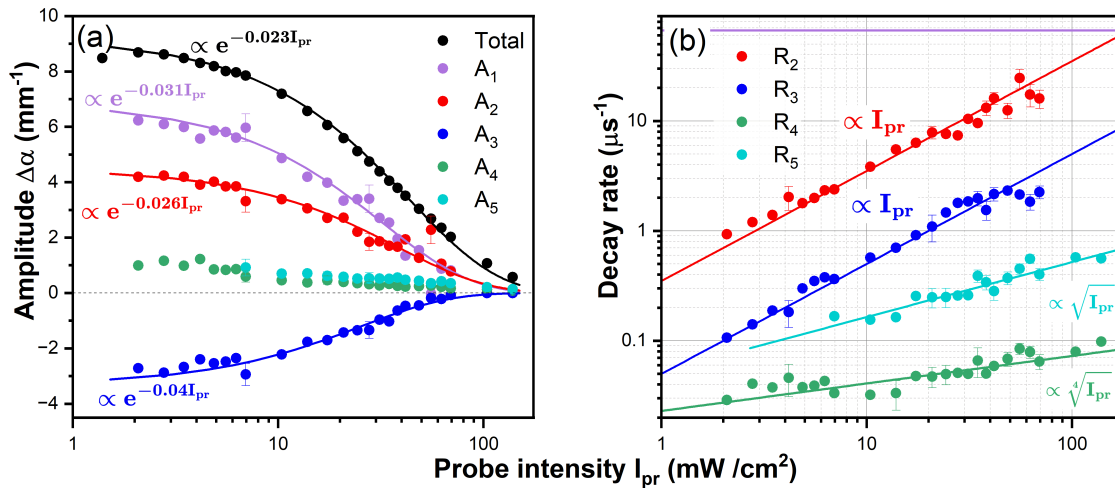 (a)
∝ e^−0.023I_pr
Total
A₁
A₂
A₃
A₄
A₅
∝ e^−0.031I_pr
∝ e^−0.026I_pr
∝ e^−0.04I_pr
Amplitude Δα (mm⁻¹)
8
6
4
2
0
−2
−4
1
10
100
(b)
R₂
R₃
R₄
R₅
∝ I_pr
∝ I_pr
∝ √I_pr
∝ ∜I_pr
Decay rate (μs⁻¹)
10
1
0.1
1
10
100
Probe intensity I_pr (mW /cm²)